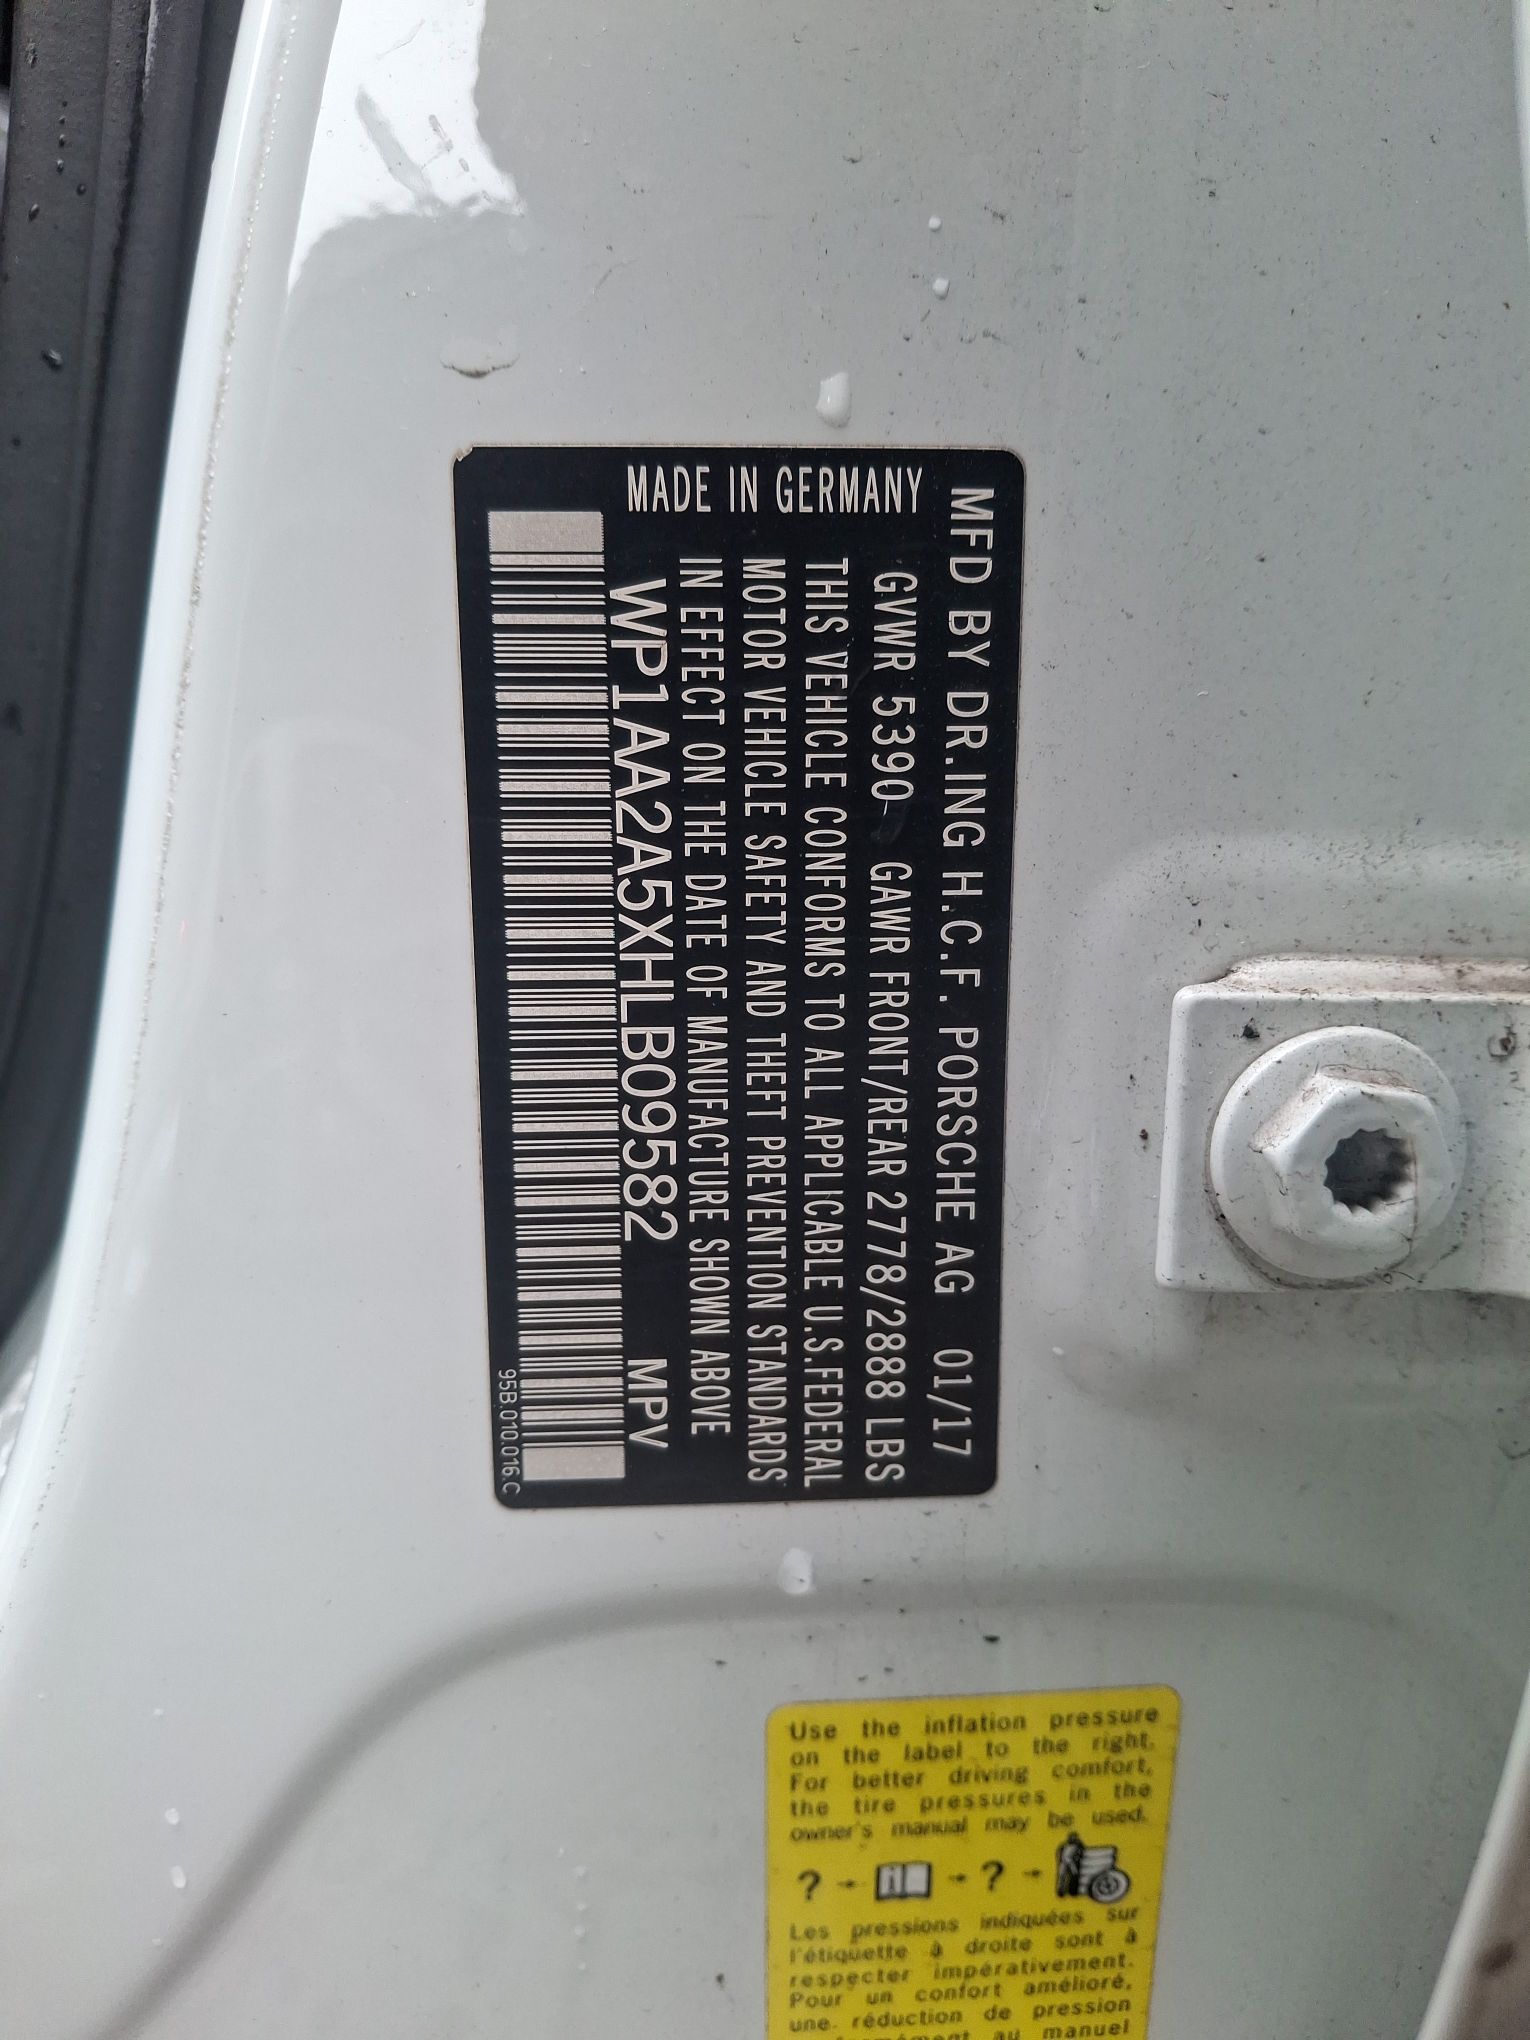 MFD BY DR.ING H.C.F. PORSCHE AG 01/17
GVWR 5390 GAWR FRONT/REAR 2778/2888 LBS
THIS VEHICLE CONFORMS TO ALL APPLICABLE U.S.FEDERAL
MOTOR VEHICLE SAFETY AND THEFT PREVENTION STANDARDS
IN EFFECT ON THE DATE OF MANUFACTURE SHOWN ABOVE
WP1AA2A5XHLB09582 MPV
MADE IN GERMANY
95B.010.016.C
Use the inflation pressure
on the label to the right.
For better driving comfort,
the tire pressures in the
owner's manual may be used.
? - i - ? -
Les pressions indiquées sur
l'étiquette à droite sont à
respecter impérativement.
Pour un confort amélioré,
une réduction de pression
au manuel